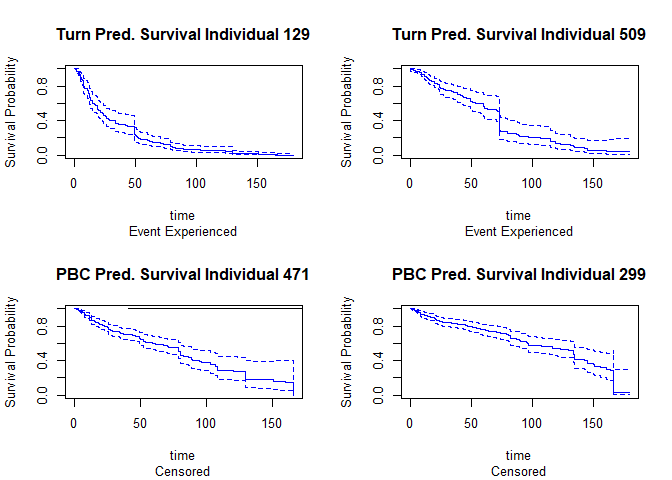 Turn Pred. Survival Individual 129
Survival Probability
0.0 0.4 0.8
0 50 100 150
time
Event Experienced
Turn Pred. Survival Individual 509
Survival Probability
0.0 0.4 0.8
0 50 100 150
time
Event Experienced
PBC Pred. Survival Individual 471
Survival Probability
0.0 0.4 0.8
0 50 100 150
time
Censored
PBC Pred. Survival Individual 299
Survival Probability
0.0 0.4 0.8
0 50 100 150
time
Censored